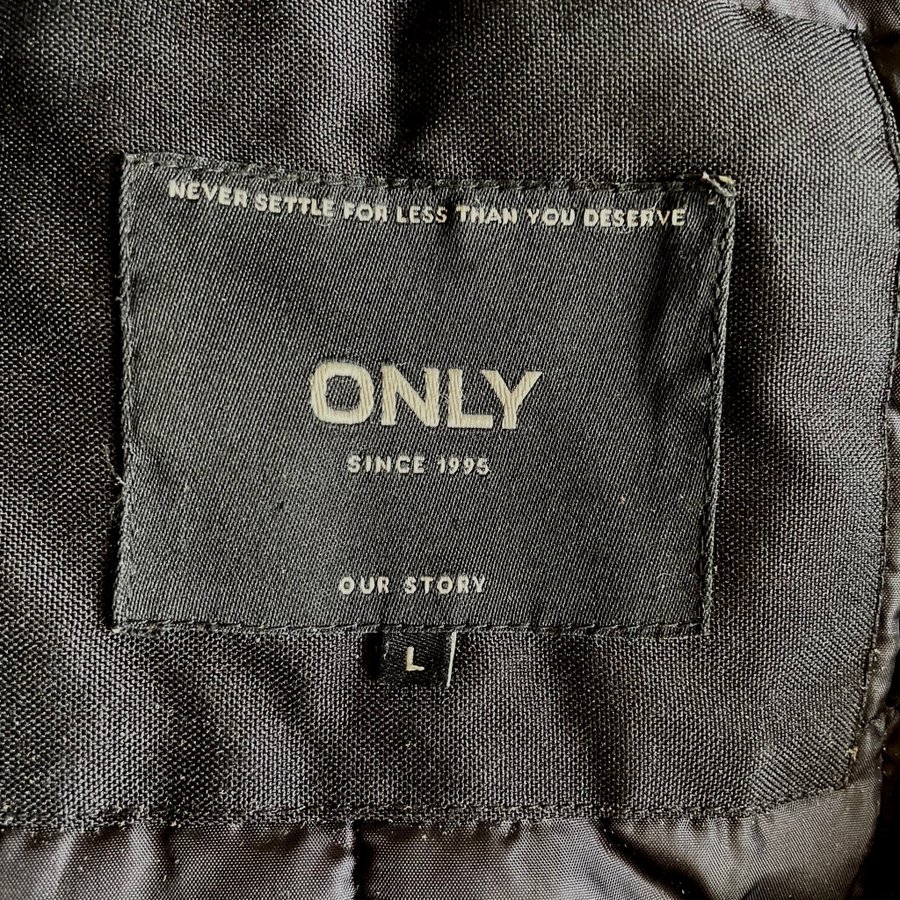 NEVER SETTLE FOR LESS THAN YOU DESERVE
ONLY
SINCE 1995
OUR STORY
L